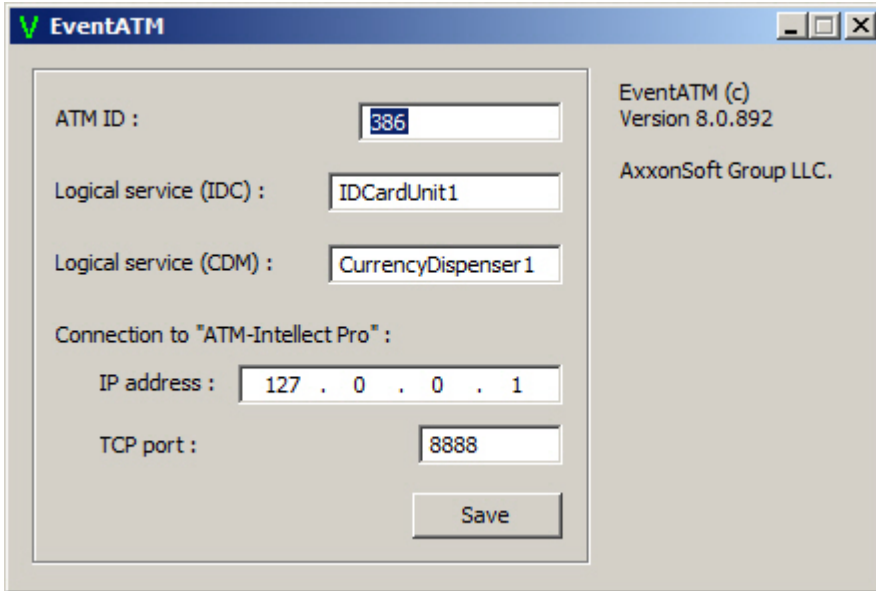 EventATM
ATM ID :
386
EventATM (c)
Version 8.0.892
AxxonSoft Group LLC.
Logical service (IDC) :
IDCardUnit1
Logical service (CDM) :
CurrencyDispenser1
Connection to "ATM-Intellect Pro" :
IP address :
127 . 0 . 0 . 1
TCP port :
8888
Save